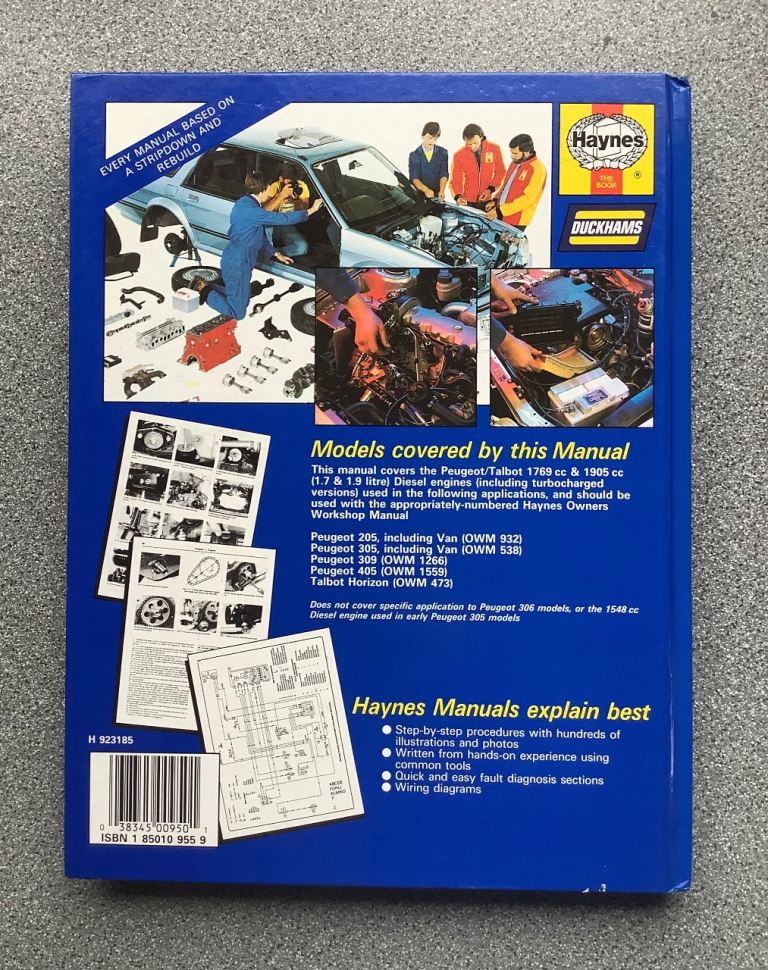 EVERY MANUAL BASED ON
A STRIPDOWN AND
REBUILD
Haynes
®
THE
BOOK
DUCKHAMS
Models covered by this Manual
This manual covers the Peugeot/Talbot 1769 cc & 1905 cc
(1.7 & 1.9 litre) Diesel engines (including turbocharged
versions) used in the following applications, and should be
used with the appropriately-numbered Haynes Owners
Workshop Manual
Peugeot 205, including Van (OWM 932)
Peugeot 305, including Van (OWM 538)
Peugeot 309 (OWM 1266)
Peugeot 405 (OWM 1559)
Talbot Horizon (OWM 473)
Does not cover specific application to Peugeot 306 models, or the 1548 cc
Diesel engine used in early Peugeot 305 models
Haynes Manuals explain best
● Step-by-step procedures with hundreds of
illustrations and photos
● Written from hands-on experience using
common tools
● Quick and easy fault diagnosis sections
● Wiring diagrams
H 923185
0 38345 00950 1
ISBN 1 85010 955 9